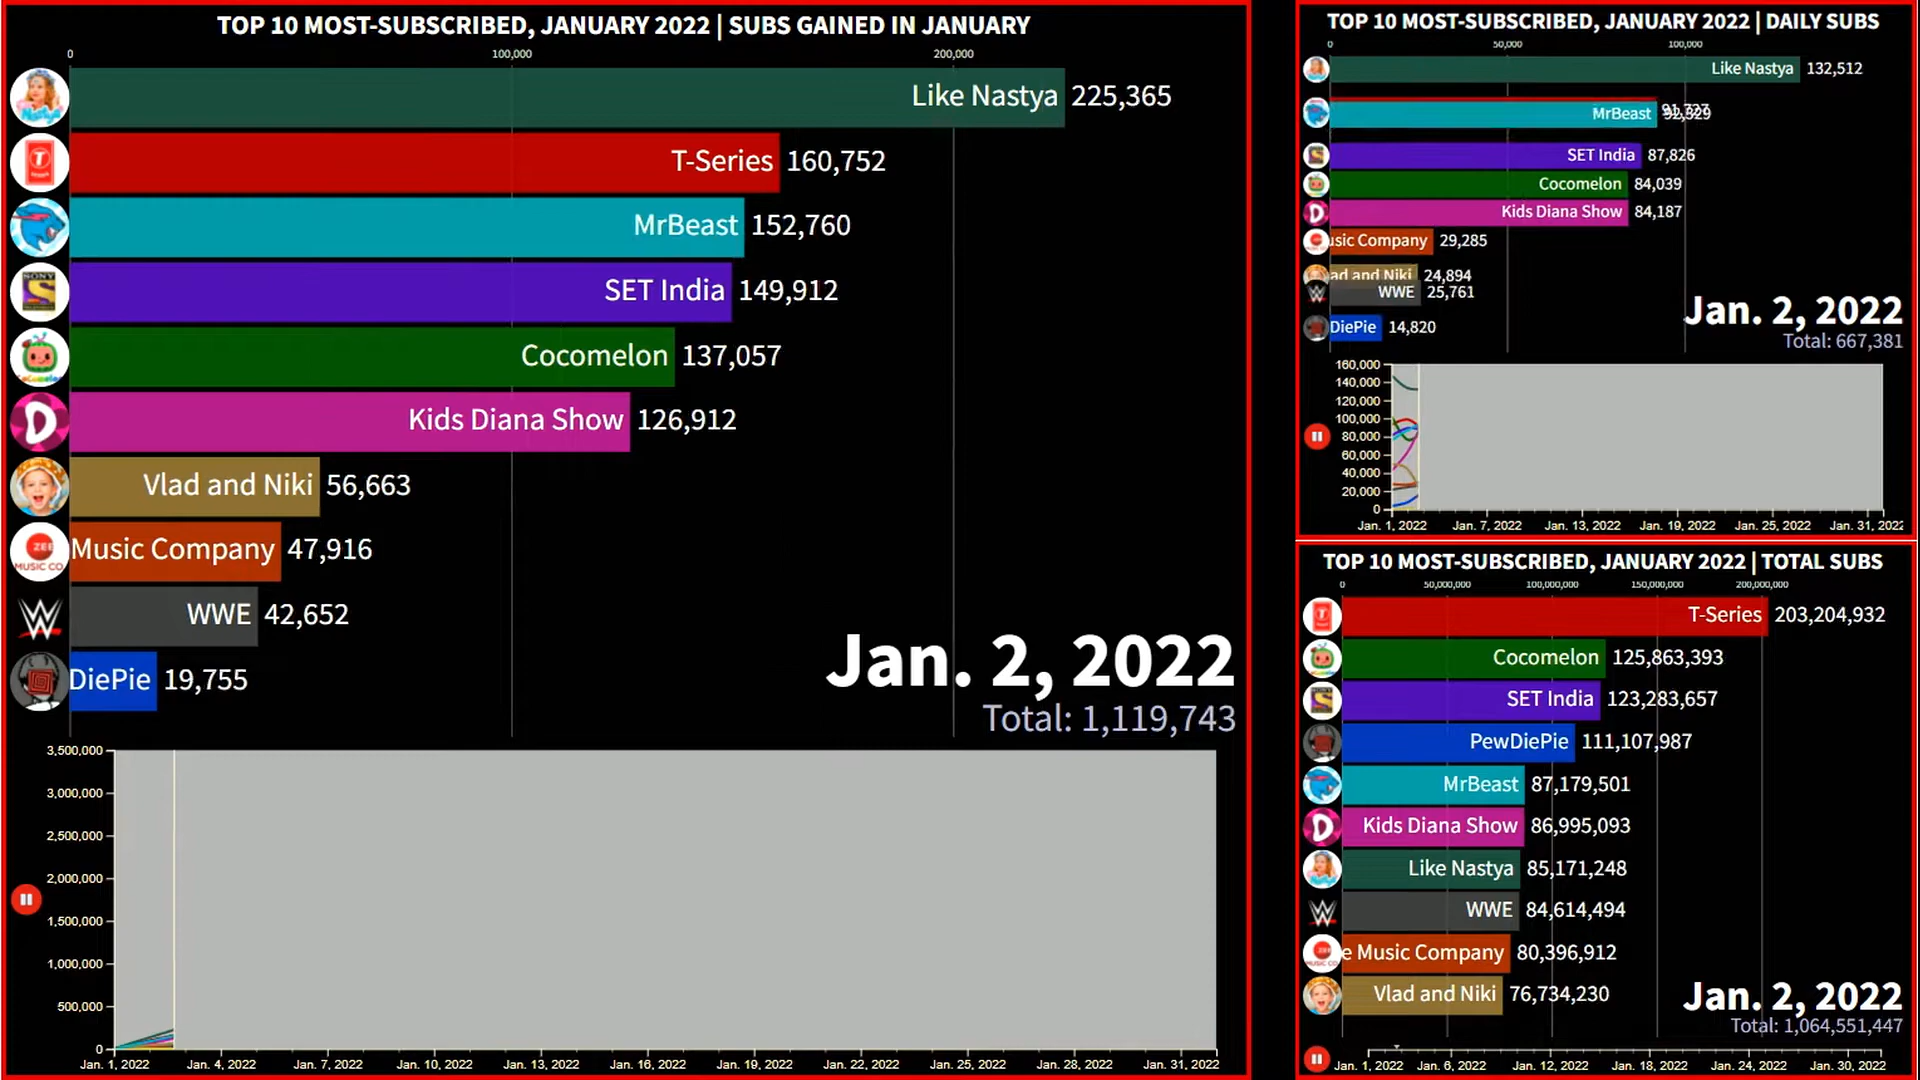 TOP 10 MOST-SUBSCRIBED, JANUARY 2022 | SUBS GAINED IN JANUARY
0 100,000 200,000
Like Nastya 225,365
T-Series 160,752
MrBeast 152,760
SONY
SET India 149,912
Cocomelon 137,057
Kids Diana Show 126,912
Vlad and Niki 56,663
ZEE MUSIC CO
Music Company 47,916
WWE 42,652
DiePie 19,755
Jan. 2, 2022
Total: 1,119,743
3,500,000
3,000,000
2,500,000
2,000,000
1,500,000
1,000,000
500,000
0
Jan. 1, 2022 Jan. 4, 2022 Jan. 7, 2022 Jan. 10, 2022 Jan. 13, 2022 Jan. 16, 2022 Jan. 19, 2022 Jan. 22, 2022 Jan. 25, 2022 Jan. 28, 2022 Jan. 31, 2022
TOP 10 MOST-SUBSCRIBED, JANUARY 2022 | DAILY SUBS
0 50,000 100,000
Like Nastya 132,512
MrBeast
SET India 87,826
Cocomelon 84,039
Kids Diana Show 84,187
usic Company 29,285
ad and Niki 24,894
WWE 25,761
DiePie 14,820
Jan. 2, 2022
Total: 667,381
160,000
140,000
120,000
100,000
80,000
60,000
40,000
20,000
0
Jan. 1, 2022 Jan. 7, 2022 Jan. 13, 2022 Jan. 19, 2022 Jan. 25, 2022 Jan. 31, 2022
TOP 10 MOST-SUBSCRIBED, JANUARY 2022 | TOTAL SUBS
0 50,000,000 100,000,000 150,000,000 200,000,000
T-Series 203,204,932
Cocomelon 125,863,393
SET India 123,283,657
PewDiePie 111,107,987
MrBeast 87,179,501
Kids Diana Show 86,995,093
Like Nastya 85,171,248
WWE 84,614,494
e Music Company 80,396,912
Vlad and Niki 76,734,230
Jan. 2, 2022
Total: 1,064,551,447
Jan. 1, 2022 Jan. 6, 2022 Jan. 12, 2022 Jan. 18, 2022 Jan. 24, 2022 Jan. 30, 2022